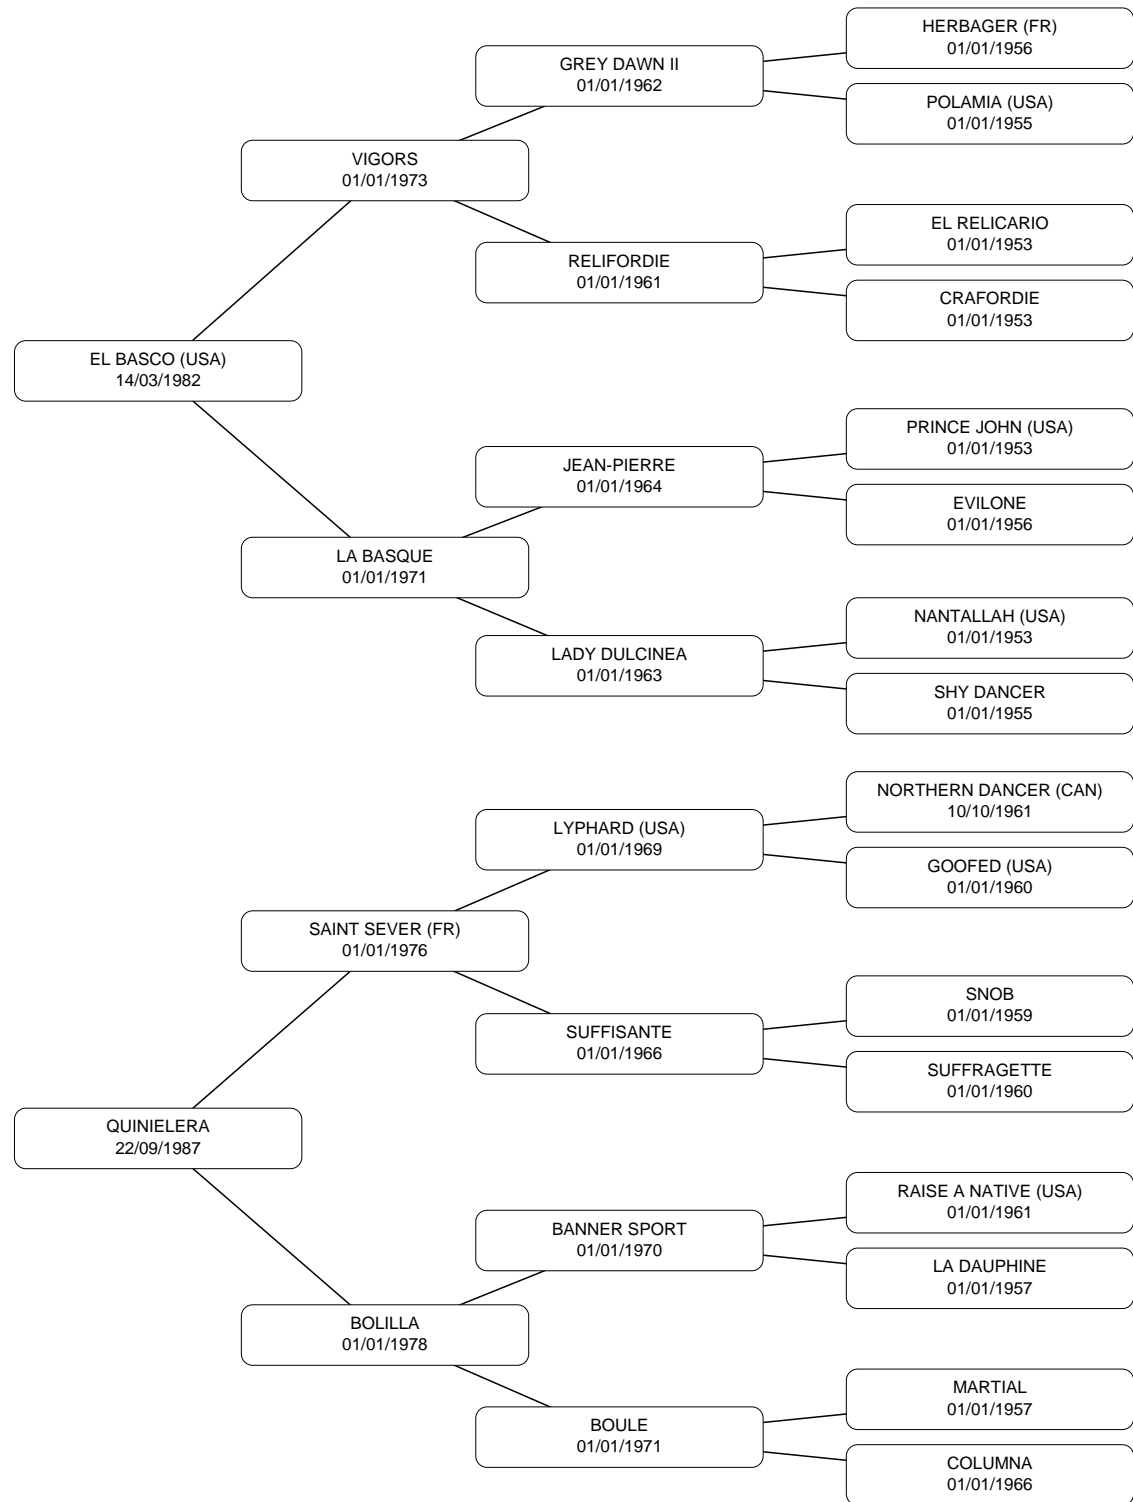 HERBAGER (FR)
01/01/1956
GREY DAWN II
01/01/1962
POLAMIA (USA)
01/01/1955
VIGORS
01/01/1973
EL RELICARIO
01/01/1953
RELIFORDIE
01/01/1961
CRAFORDIE
01/01/1953
EL BASCO (USA)
14/03/1982
PRINCE JOHN (USA)
01/01/1953
JEAN-PIERRE
01/01/1964
EVILONE
01/01/1956
LA BASQUE
01/01/1971
NANTALLAH (USA)
01/01/1953
LADY DULCINEA
01/01/1963
SHY DANCER
01/01/1955
NORTHERN DANCER (CAN)
10/10/1961
LYPHARD (USA)
01/01/1969
GOOFED (USA)
01/01/1960
SAINT SEVER (FR)
01/01/1976
SNOB
01/01/1959
SUFFISANTE
01/01/1966
SUFFRAGETTE
01/01/1960
QUINIELERA
22/09/1987
RAISE A NATIVE (USA)
01/01/1961
BANNER SPORT
01/01/1970
LA DAUPHINE
01/01/1957
BOLILLA
01/01/1978
MARTIAL
01/01/1957
BOULE
01/01/1971
COLUMNA
01/01/1966